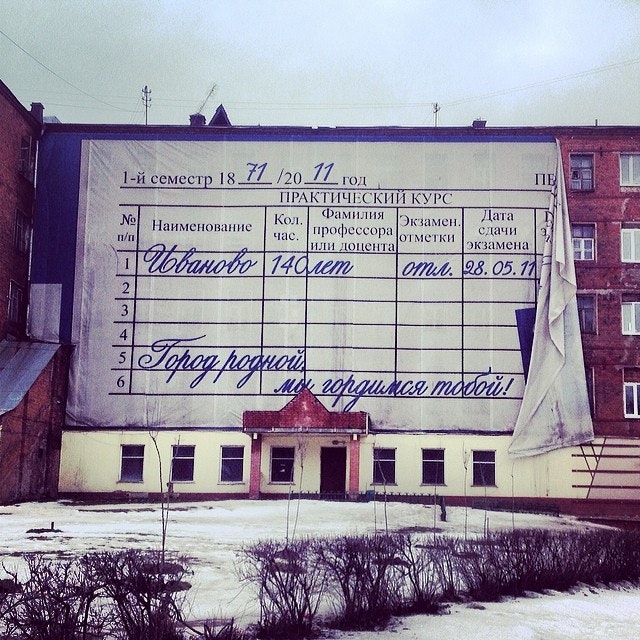 1-й семестр 18 71 /20 11 год ПЕ
ПРАКТИЧЕСКИЙ КУРС
№ п/п Наименование Кол. час. Фамилия профессора или доцента Экзамен. отметки Дата сдачи экзамена
1 Иваново 140 лет отл. 28.05.11
2
3
4
5 Город родной,
6 мы гордимся тобой!